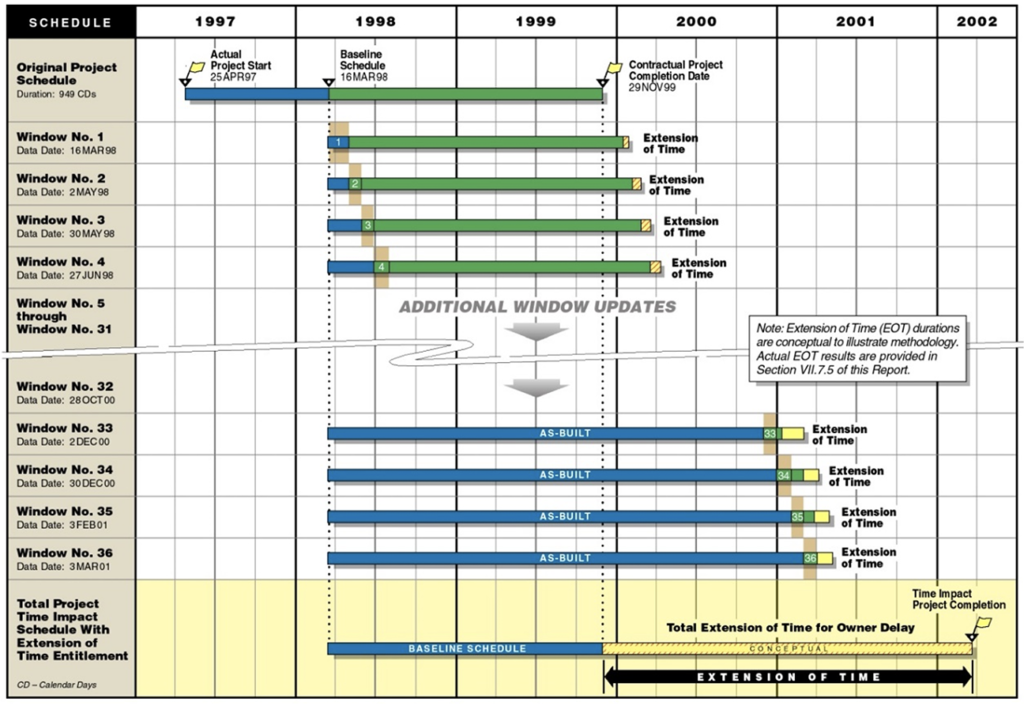 SCHEDULE 1997 1998 1999 2000 2001 2002
Original Project
Schedule
Duration: 949 CDs
Actual
Project Start
25APR97
Baseline
Schedule
16MAR98
Contractual Project
Completion Date
29NOV99
Window No. 1
Data Date: 16MAR98
1
Extension
of Time
Window No. 2
Data Date: 2MAY98
2
Extension
of Time
Window No. 3
Data Date: 30MAY98
3
Extension
of Time
Window No. 4
Data Date: 27JUN98
4
Extension
of Time
Window No. 5
through
Window No. 31
ADDITIONAL WINDOW UPDATES
Note: Extension of Time (EOT) durations
are conceptual to illustrate methodology.
Actual EOT results are provided in
Section VII.7.5 of this Report.
Window No. 32
Data Date: 28OCT00
Window No. 33
Data Date: 2DEC00
AS-BUILT
33
Extension
of Time
Window No. 34
Data Date: 30DEC00
AS-BUILT
34
Extension
of Time
Window No. 35
Data Date: 3FEB01
AS-BUILT
35
Extension
of Time
Window No. 36
Data Date: 3MAR01
AS-BUILT
36
Extension
of Time
Total Project
Time Impact
Schedule With
Extension of
Time Entitlement
CD – Calendar Days
Time Impact
Project Completion
Total Extension of Time for Owner Delay
BASELINE SCHEDULE
CONCEPTUAL
EXTENSION OF TIME